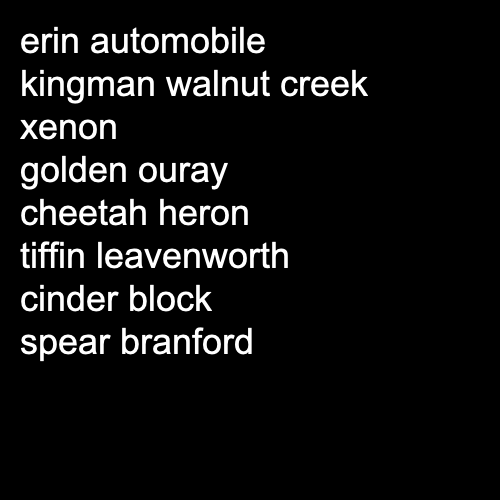 erin automobile
kingman walnut creek
xenon
golden ouray
cheetah heron
tiffin leavenworth
cinder block
spear branford